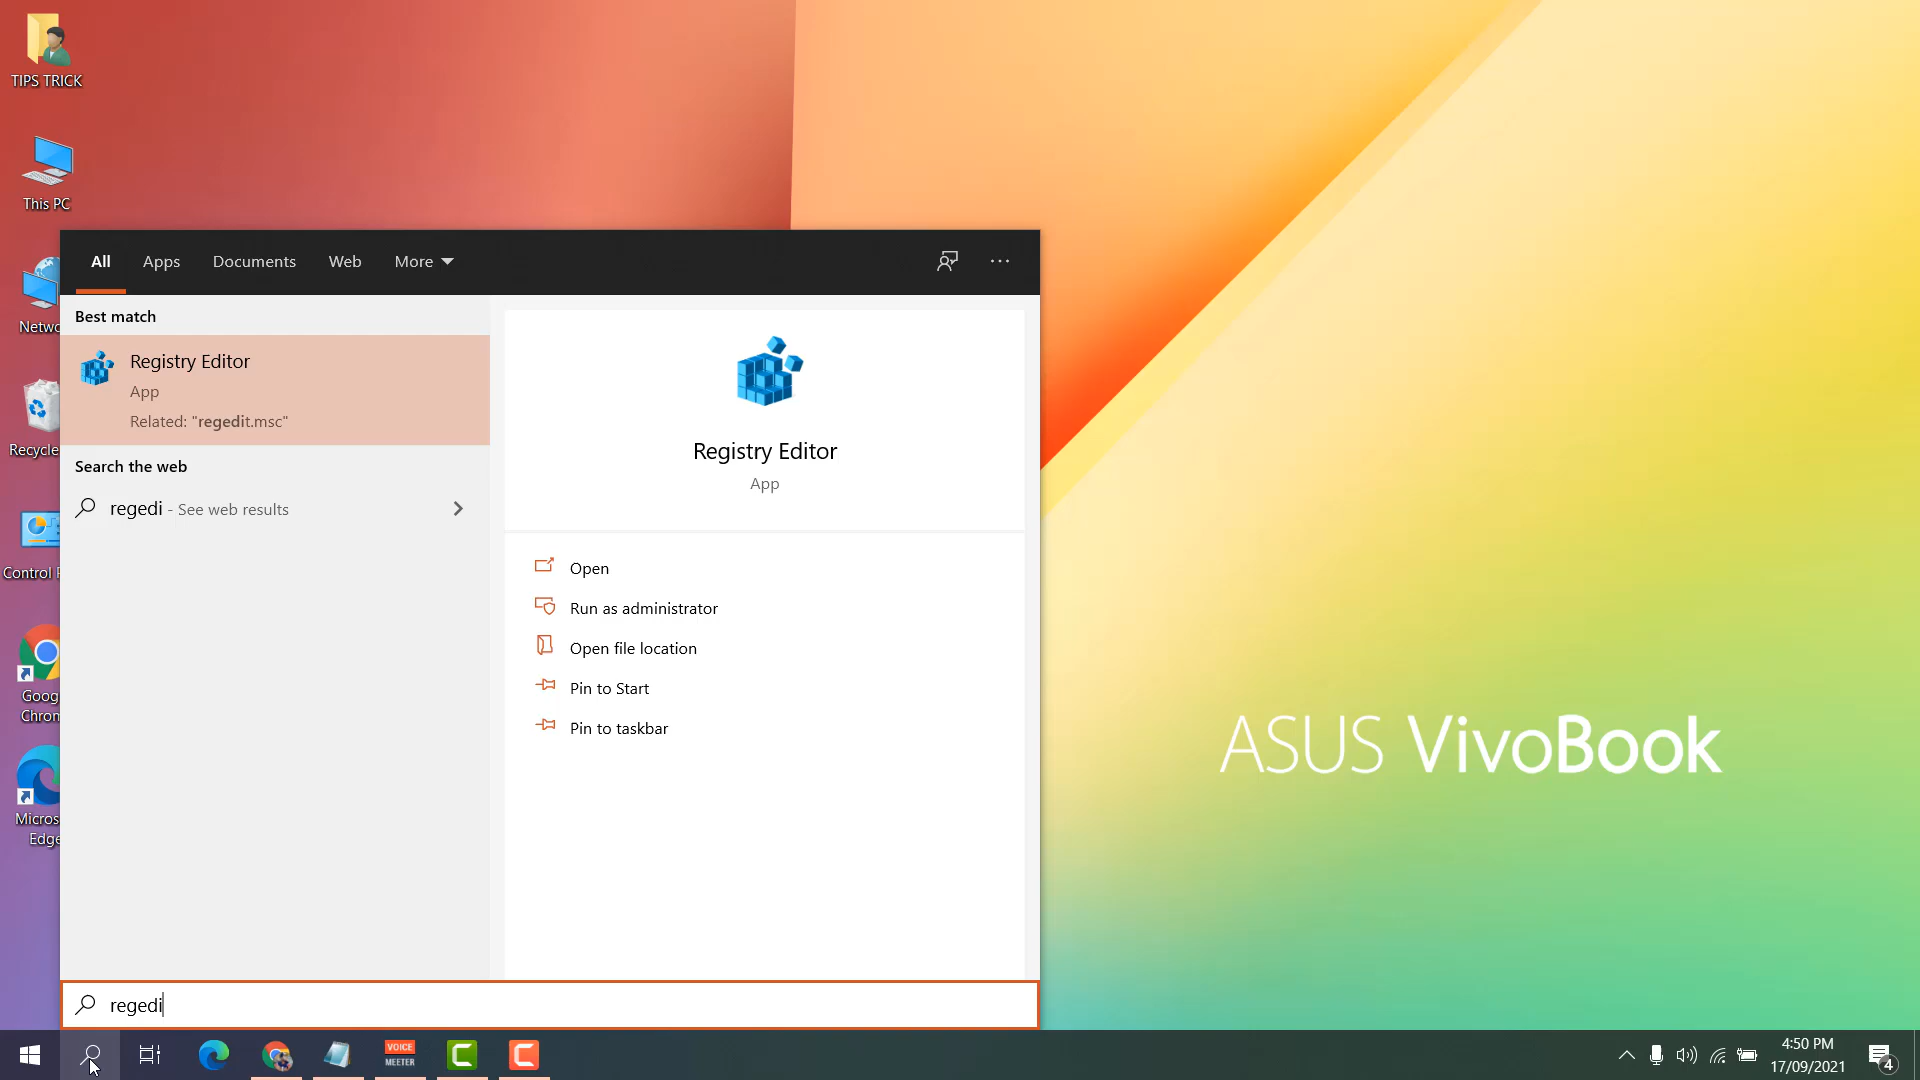 TIPS TRICK
This PC
Netwo
Recycle
Control P
Goog
Chrom
Micros
Edge
All
Apps
Documents
Web
More
Best match
Registry Editor
App
Related: "regedit.msc"
Search the web
regedi - See web results
Registry Editor
App
Open
Run as administrator
Open file location
Pin to Start
Pin to taskbar
regedi
ASUS VivoBook
VOICE
MEETER
4:50 PM
17/09/2021
4